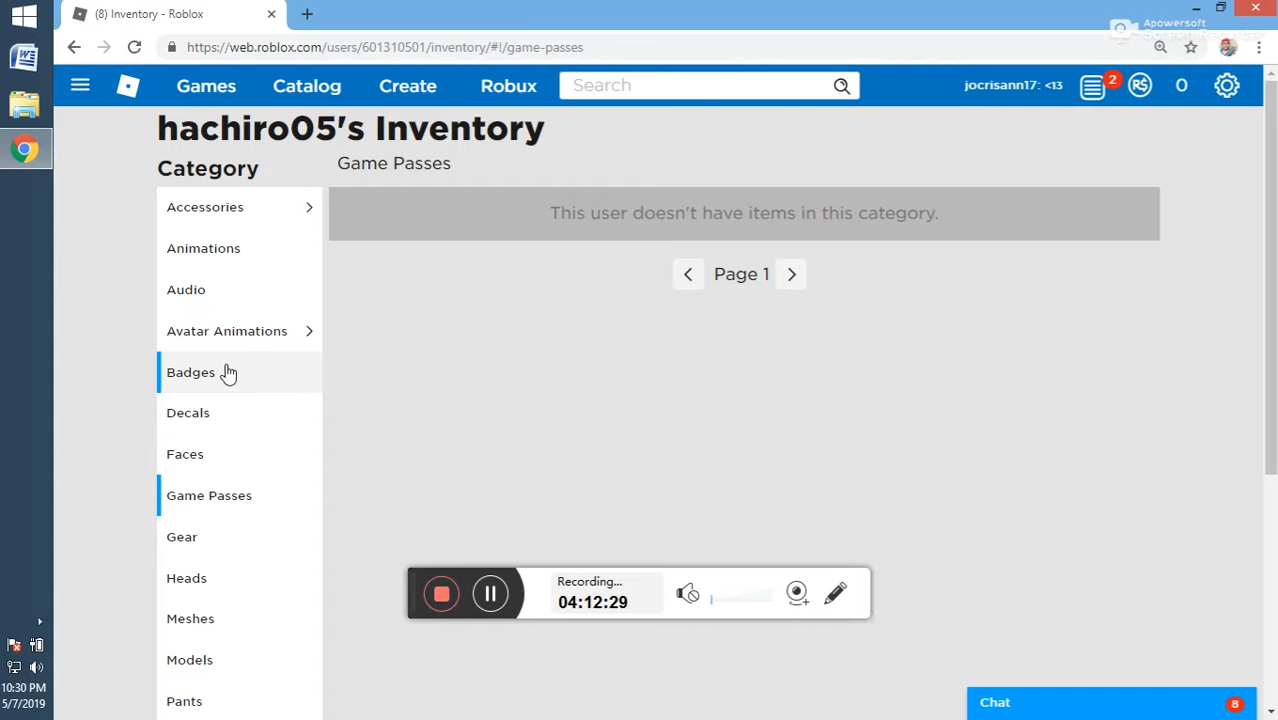 (8) Inventory - Roblox
Apowersoft
Screen Recorder
https://web.roblox.com/users/601310501/inventory/#!/game-passes
Games Catalog Create Robux Search jocrisann17: <13 2 R$ 0
hachiro05's Inventory
Category
Game Passes
Accessories
This user doesn't have items in this category.
Animations
Page 1
Audio
Avatar Animations
Badges
Decals
Faces
Game Passes
Gear
Heads
Recording...
04:12:29
Meshes
Models
Pants
Chat 8
10:30 PM
5/7/2019